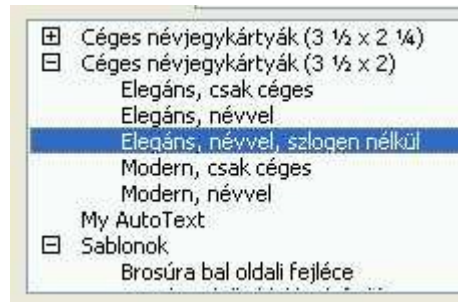 Céges névjegykártyák (3 ½ x 2 ¼)
Céges névjegykártyák (3 ½ x 2)
Elegáns, csak céges
Elegáns, névvel
Elegáns, névvel, szlogen nélkül
Modern, csak céges
Modern, névvel
My AutoText
Sablonok
Brosúra bal oldali fejléce